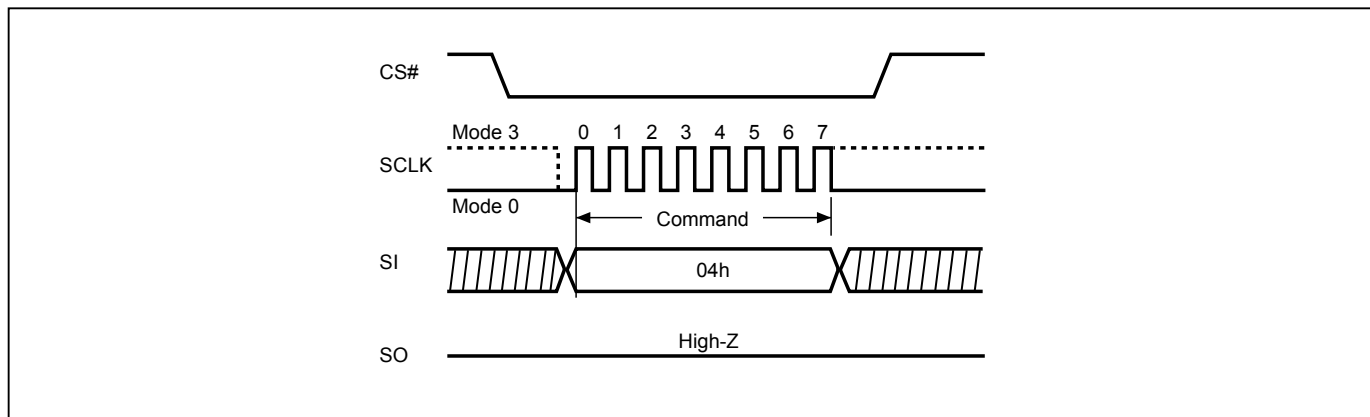 CS#
Mode 3 0 1 2 3 4 5 6 7
SCLK
Mode 0
Command
SI
04h
High-Z
SO